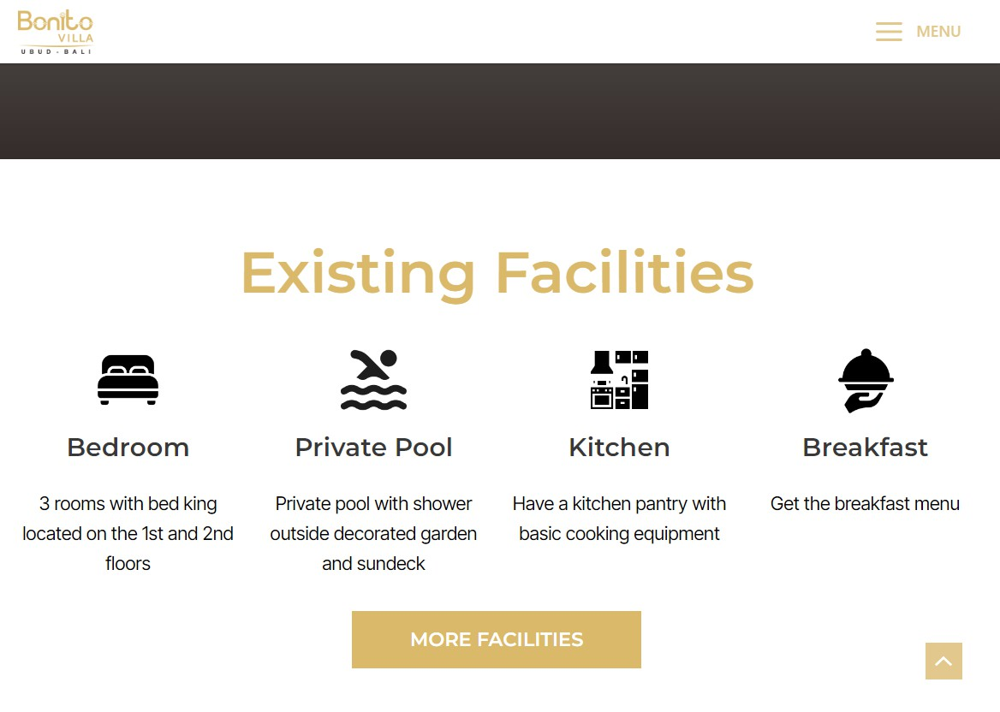 Bonito
VILLA
UBUD - BALI
MENU
Existing Facilities
Bedroom
3 rooms with bed king
located on the 1st and 2nd
floors
Private Pool
Private pool with shower
outside decorated garden
and sundeck
Kitchen
Have a kitchen pantry with
basic cooking equipment
Breakfast
Get the breakfast menu
MORE FACILITIES